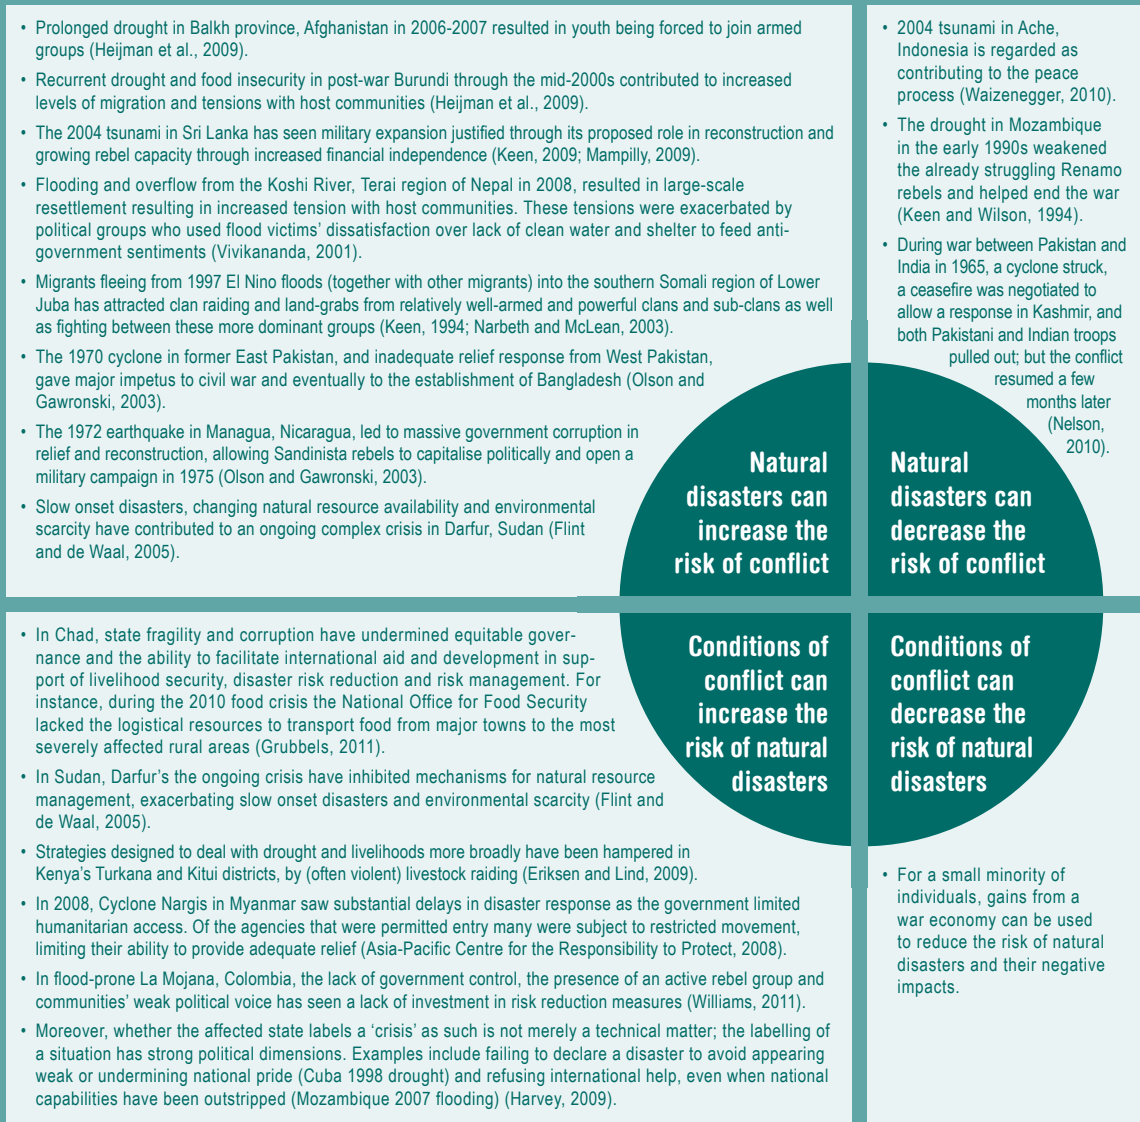 • Prolonged drought in Balkh province, Afghanistan in 2006-2007 resulted in youth being forced to join armed
groups (Heijman et al., 2009).
• Recurrent drought and food insecurity in post-war Burundi through the mid-2000s contributed to increased
levels of migration and tensions with host communities (Heijman et al., 2009).
• The 2004 tsunami in Sri Lanka has seen military expansion justified through its proposed role in reconstruction and
growing rebel capacity through increased financial independence (Keen, 2009; Mampilly, 2009).
• Flooding and overflow from the Koshi River, Terai region of Nepal in 2008, resulted in large-scale
resettlement resulting in increased tension with host communities. These tensions were exacerbated by
political groups who used flood victims' dissatisfaction over lack of clean water and shelter to feed anti-
government sentiments (Vivikananda, 2001).
• Migrants fleeing from 1997 El Nino floods (together with other migrants) into the southern Somali region of Lower
Juba has attracted clan raiding and land-grabs from relatively well-armed and powerful clans and sub-clans as well
as fighting between these more dominant groups (Keen, 1994; Narbeth and McLean, 2003).
• The 1970 cyclone in former East Pakistan, and inadequate relief response from West Pakistan,
gave major impetus to civil war and eventually to the establishment of Bangladesh (Olson and
Gawronski, 2003).
• The 1972 earthquake in Managua, Nicaragua, led to massive government corruption in
relief and reconstruction, allowing Sandinista rebels to capitalise politically and open a
military campaign in 1975 (Olson and Gawronski, 2003).
• Slow onset disasters, changing natural resource availability and environmental
scarcity have contributed to an ongoing complex crisis in Darfur, Sudan (Flint
and de Waal, 2005).
Natural
disasters can
increase the
risk of conflict
• 2004 tsunami in Ache,
Indonesia is regarded as
contributing to the peace
process (Waizenegger, 2010).
• The drought in Mozambique
in the early 1990s weakened
the already struggling Renamo
rebels and helped end the war
(Keen and Wilson, 1994).
• During war between Pakistan and
India in 1965, a cyclone struck,
a ceasefire was negotiated to
allow a response in Kashmir, and
both Pakistani and Indian troops
pulled out; but the conflict
resumed a few
months later
(Nelson,
2010).
Natural
disasters can
decrease the
risk of conflict
• In Chad, state fragility and corruption have undermined equitable gover-
nance and the ability to facilitate international aid and development in sup-
port of livelihood security, disaster risk reduction and risk management. For
instance, during the 2010 food crisis the National Office for Food Security
lacked the logistical resources to transport food from major towns to the most
severely affected rural areas (Grubbels, 2011).
• In Sudan, Darfur's the ongoing crisis have inhibited mechanisms for natural resource
management, exacerbating slow onset disasters and environmental scarcity (Flint and
de Waal, 2005).
• Strategies designed to deal with drought and livelihoods more broadly have been hampered in
Kenya's Turkana and Kitui districts, by (often violent) livestock raiding (Eriksen and Lind, 2009).
• In 2008, Cyclone Nargis in Myanmar saw substantial delays in disaster response as the government limited
humanitarian access. Of the agencies that were permitted entry many were subject to restricted movement,
limiting their ability to provide adequate relief (Asia-Pacific Centre for the Responsibility to Protect, 2008).
• In flood-prone La Mojana, Colombia, the lack of government control, the presence of an active rebel group and
communities' weak political voice has seen a lack of investment in risk reduction measures (Williams, 2011).
• Moreover, whether the affected state labels a 'crisis' as such is not merely a technical matter; the labelling of
a situation has strong political dimensions. Examples include failing to declare a disaster to avoid appearing
weak or undermining national pride (Cuba 1998 drought) and refusing international help, even when national
capabilities have been outstripped (Mozambique 2007 flooding) (Harvey, 2009).
Conditions of
conflict can
increase the
risk of natural
disasters
Conditions of
conflict can
decrease the
risk of natural
disasters
• For a small minority of
individuals, gains from a
war economy can be used
to reduce the risk of natural
disasters and their negative
impacts.